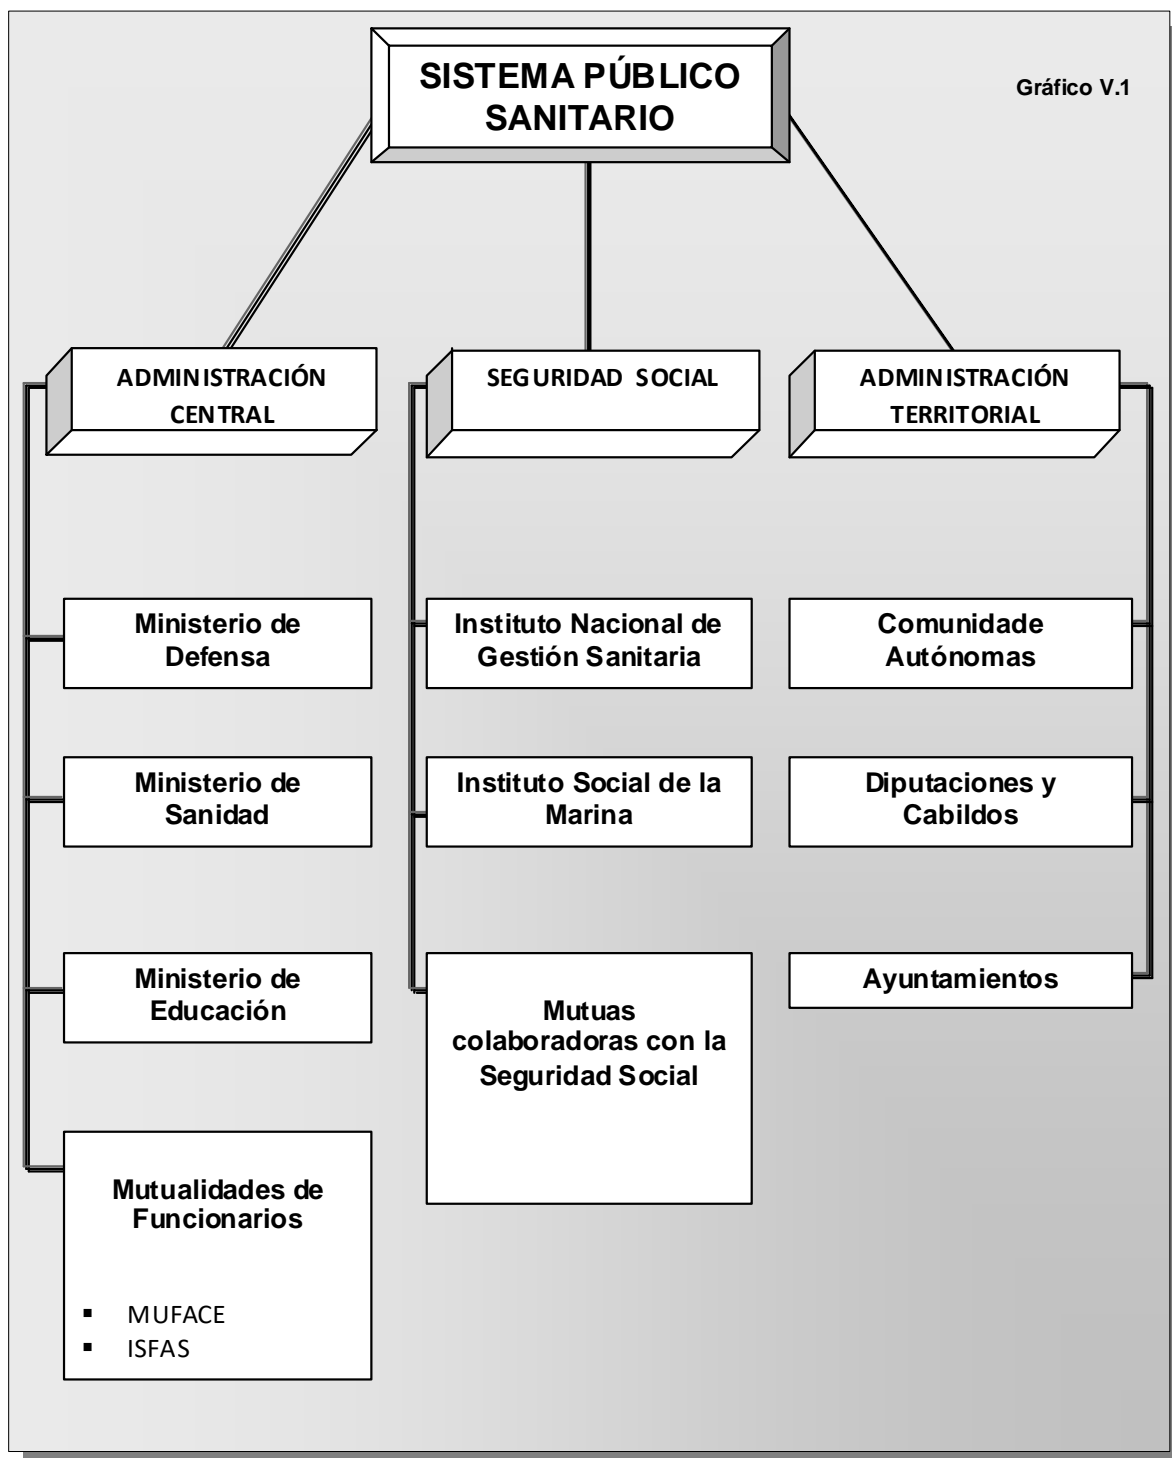 SISTEMA PÚBLICO
SANITARIO
Gráfico V.1
ADMINISTRACIÓN
CENTRAL
Ministerio de
Defensa
Ministerio de
Sanidad
Ministerio de
Educación
Mutualidades de
Funcionarios
▪ MUFACE
▪ ISFAS
SEGURIDAD SOCIAL
Instituto Nacional de
Gestión Sanitaria
Instituto Social de la
Marina
Mutuas
colaboradoras con la
Seguridad Social
ADMINISTRACIÓN
TERRITORIAL
Comunidade
Autónomas
Diputaciones y
Cabildos
Ayuntamientos